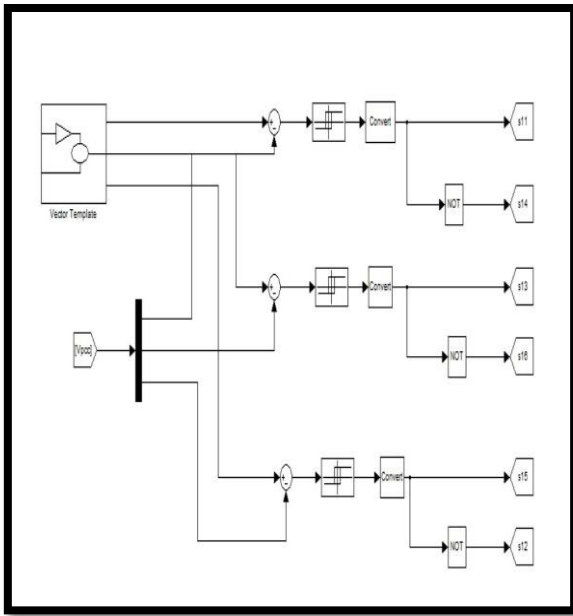 Convert
s11
NOT
s14
Vector Template
Convert
s13
[Vpcc]
NOT
s16
Convert
s15
NOT
s12